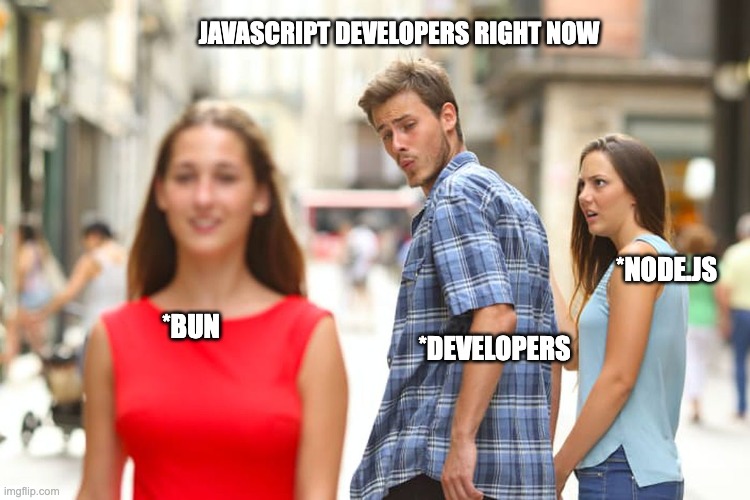 JAVASCRIPT DEVELOPERS RIGHT NOW
*NODE.JS
*BUN
*DEVELOPERS
imgflip.com